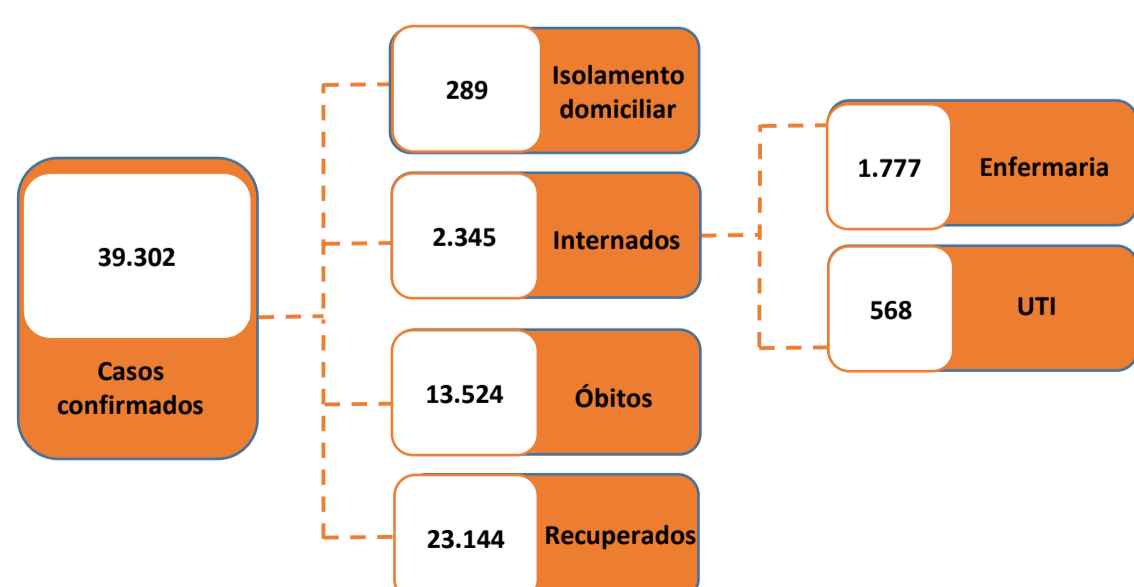 39.302
Casos
confirmados
289
Isolamento
domiciliar
2.345
Internados
13.524
Óbitos
23.144
Recuperados
1.777
Enfermaria
568
UTI